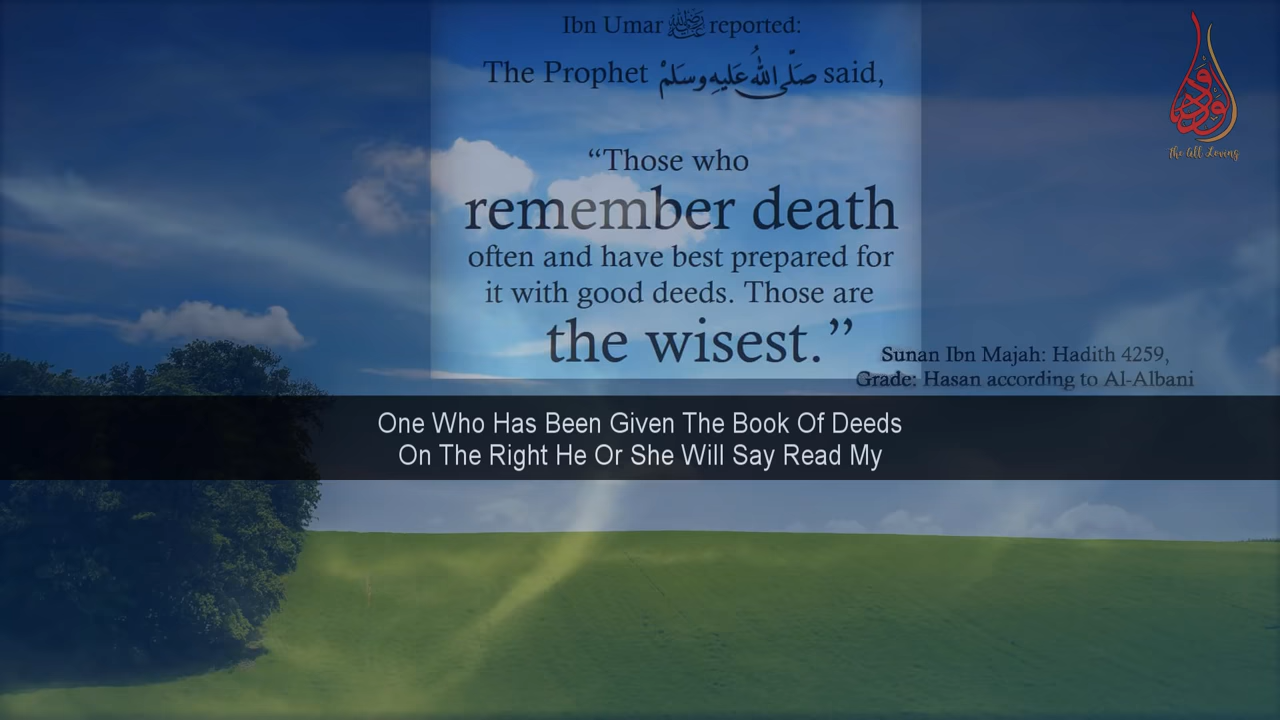 Ibn Umar رضي الله عنه reported:
The Prophet صَلَّى اللهُ عَلَيهِ وسَلَمْ said,
“Those who
remember death
often and have best prepared for
it with good deeds. Those are
the wisest.”
Sunan Ibn Majah: Hadith 4259,
Grade: Hasan according to Al-Albani
The All Loving
One Who Has Been Given The Book Of Deeds
On The Right He Or She Will Say Read My